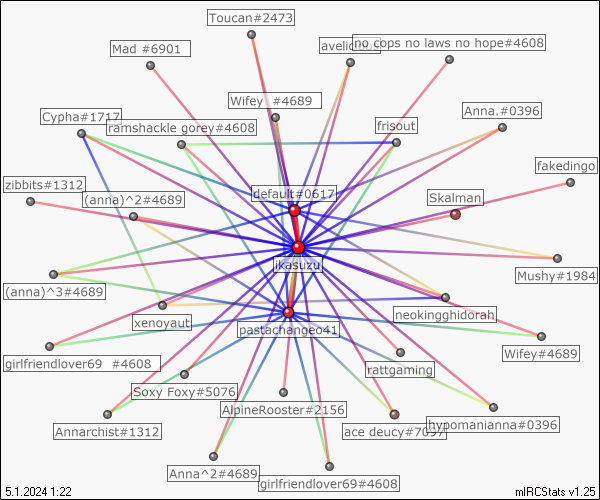 Toucan#2473
no cops no laws no hope#4608
Mad #6901
Wifey #4689
Anna.#0396
Cypha#1717
ramshackle gorey#4608
frisout
fakedingo
zibbits#1312
(anna)^2#4689
default#0617
Skalman
ikasuzu
Mushy#1984
(anna)^3#4689
neokingghidorah
xenoyaut
pastachangeo41
Wifey#4689
girlfriendlover69 #4608
rattgaming
Soxy Foxy#5076
AlpineRooster#2156
hypomanianna#0396
Annarchist#1312
ace deucy#7097
Anna^2#4689
girlfriendlover69#4608
5.1.2024 1:22
mIRCStats v1.25